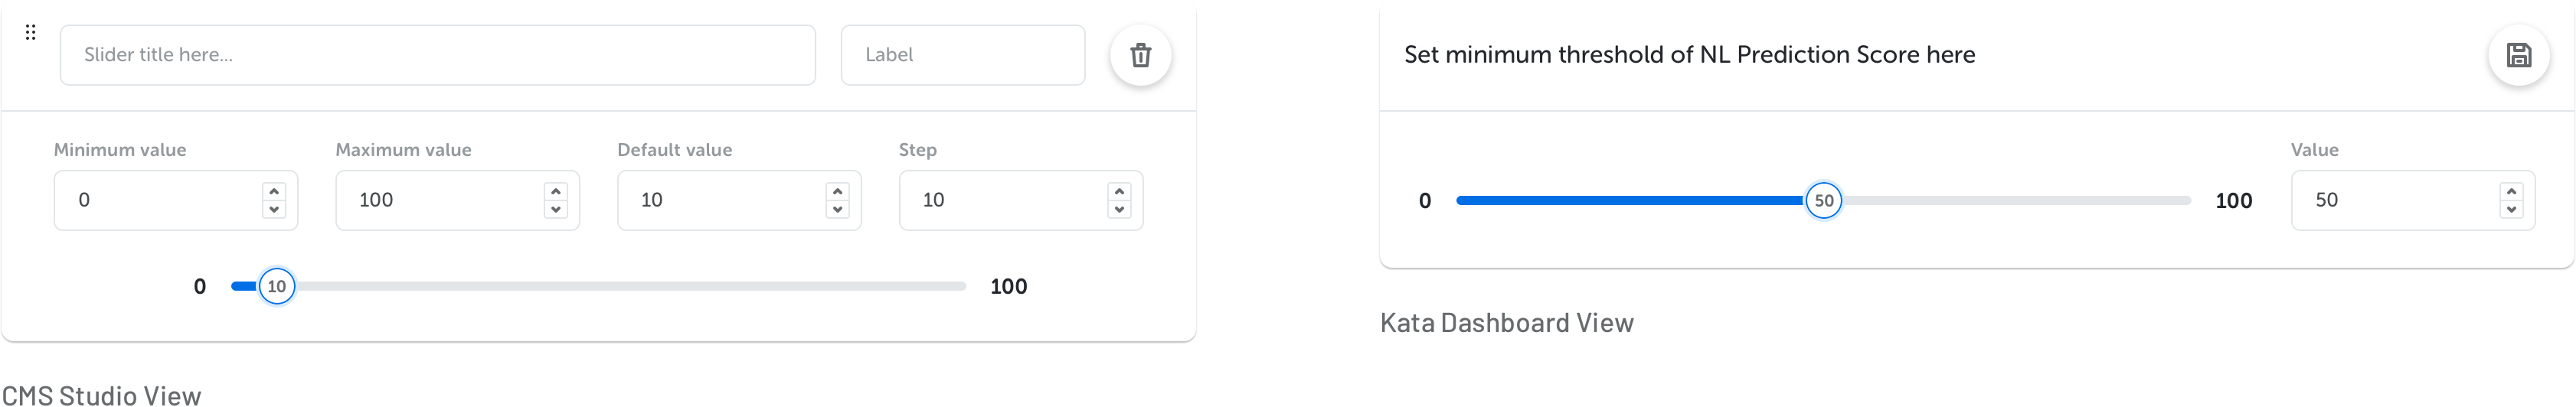 Slider title here...
Label
Minimum value
Maximum value
Default value
Step
0
100
10
10
0
10
100
CMS Studio View
Set minimum threshold of NL Prediction Score here
Value
0
50
100
50
Kata Dashboard View